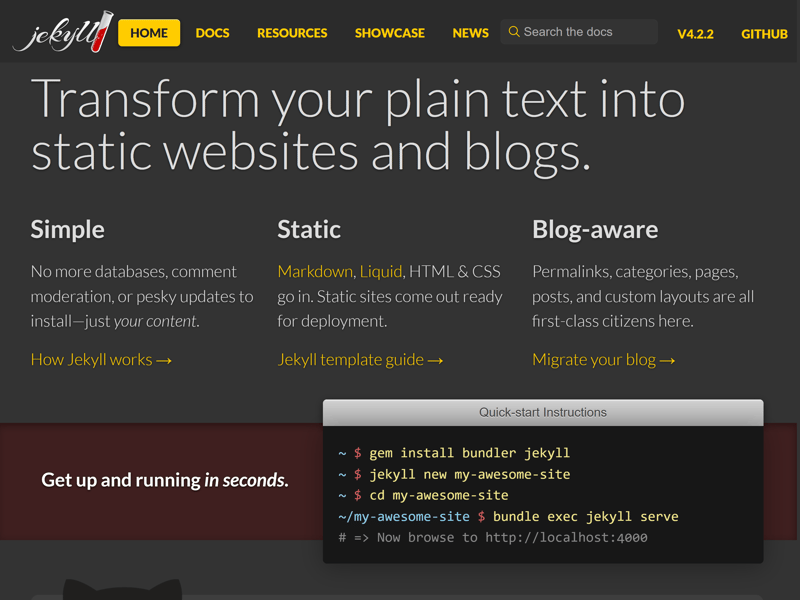 jekyll
HOME
DOCS
RESOURCES
SHOWCASE
NEWS
Search the docs
V4.2.2
GITHUB
Transform your plain text into
static websites and blogs.
Simple
No more databases, comment
moderation, or pesky updates to
install—just your content.
How Jekyll works →
Static
Markdown, Liquid, HTML & CSS
go in. Static sites come out ready
for deployment.
Jekyll template guide →
Blog-aware
Permalinks, categories, pages,
posts, and custom layouts are all
first-class citizens here.
Migrate your blog →
Get up and running in seconds.
Quick-start Instructions
~ $ gem install bundler jekyll
~ $ jekyll new my-awesome-site
~ $ cd my-awesome-site
~/my-awesome-site $ bundle exec jekyll serve
# => Now browse to http://localhost:4000